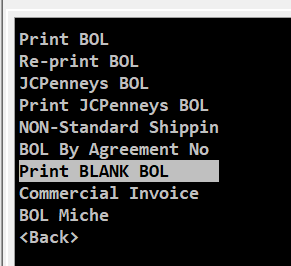 Print BOL
Re-print BOL
JCPenneys BOL
Print JCPenneys BOL
NON-Standard Shippin
BOL By Agreement No
Print BLANK BOL
Commercial Invoice
BOL Miche
<Back>